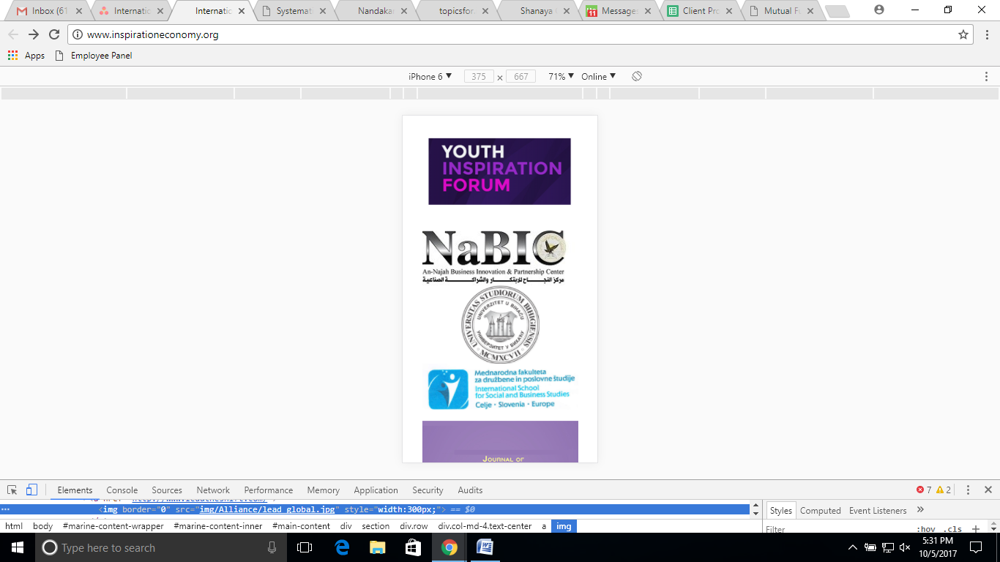 Inbox (61
Internatio
Internatic
Systemat
Nandakar
topicsfor
Shanaya
11
Messages
Client Pro
Mutual Fu
www.inspirationeconomy.org
Apps
Employee Panel
iPhone 6 ▼ 375 × 667 71% ▼ Online ▼
YOUTH
INSPIRATION
FORUM
NaBIC
An-Najah Business Innovation & Partnership Center
مركز النجاح للإبتكار والشراكة الصناعية
UNIVERSITAS STUDIORUM BIHIGIENSIS
UNIVERZITET U BIHAĆU
УНИВЕРЗИТЕТ У БИХАЋУ
MCMXCVII
Mednarodna fakulteta
za družbene in poslovne študije
International School
for Social and Business Studies
Celje · Slovenia · Europe
JOURNAL OF
Elements Console Sources Network Performance Memory Application Security Audits 7 2
<img border="0" src="img/Alliance/lead_global.jpg" style="width:300px;"> == $0
Styles Computed Event Listeners »
html body #marine-content-wrapper #marine-content-inner #main-content div section div.row div.col-md-4.text-center a img
Filter :hov .cls +
Type here to search
5:31 PM
10/5/2017